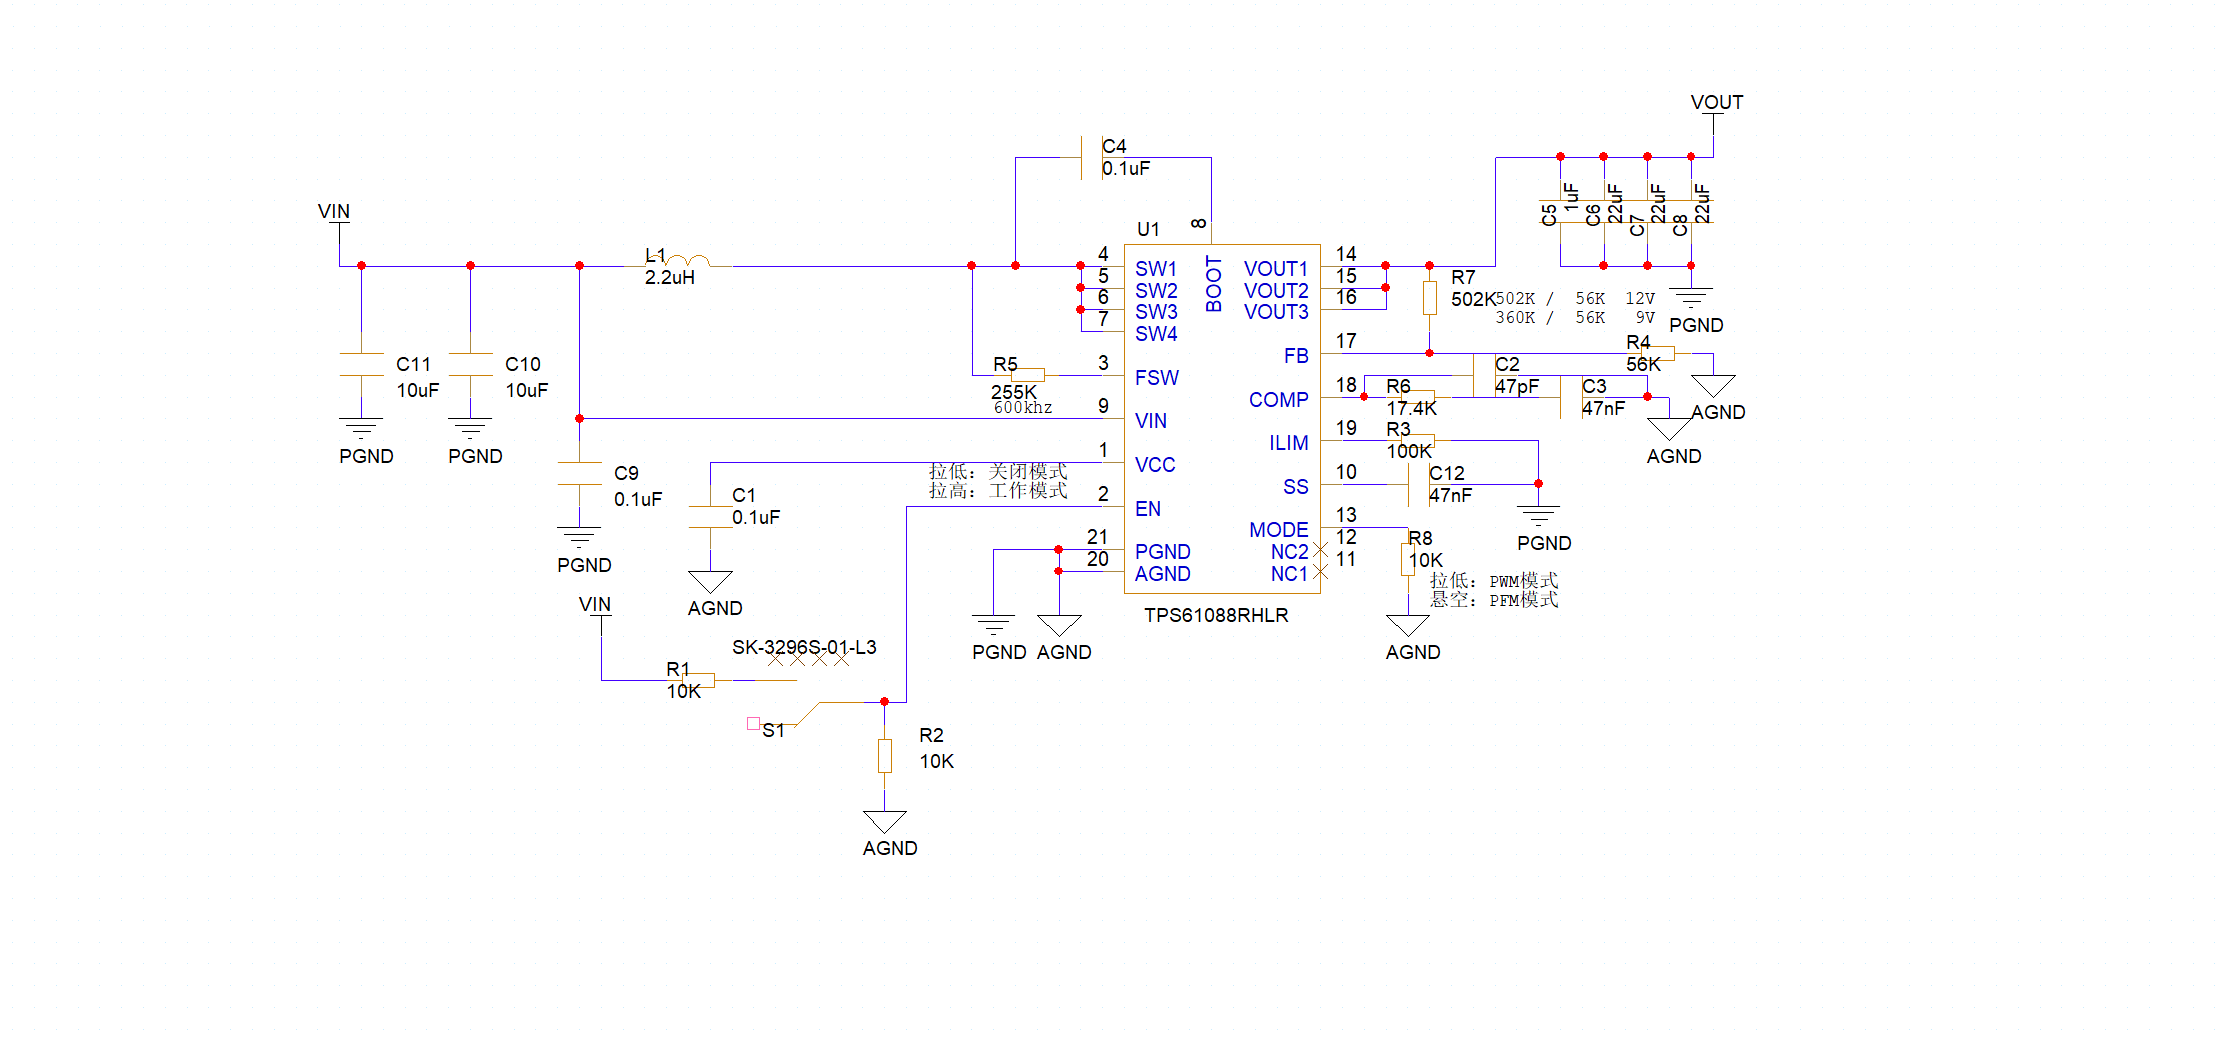 VOUT
C4
0.1uF
VIN
U1
8
C5
1uF
C6
22uF
C7
22uF
C8
22uF
L1
2.2uH
4
SW1
5
SW2
6
SW3
7
SW4
BOOT
14
VOUT1
15
VOUT2
16
VOUT3
R7
502K
502K / 56K 12V
360K / 56K 9V
PGND
C11
10uF
C10
10uF
PGND
PGND
R5
255K
600khz
3
FSW
9
VIN
17
FB
R4
56K
C2
47pF
18
COMP
R6
17.4K
C3
47nF
AGND
AGND
19
ILIM
R3
100K
1
VCC
拉低：关闭模式
拉高：工作模式
10
SS
C12
47nF
C9
0.1uF
C1
0.1uF
2
EN
13
MODE
12
NC2
11
NC1
R8
10K
PGND
拉低：PWM模式
悬空：PFM模式
21
PGND
20
AGND
PGND
AGND
VIN
TPS61088RHLR
PGND
AGND
AGND
SK-3296S-01-L3
R1
10K
S1
R2
10K
AGND